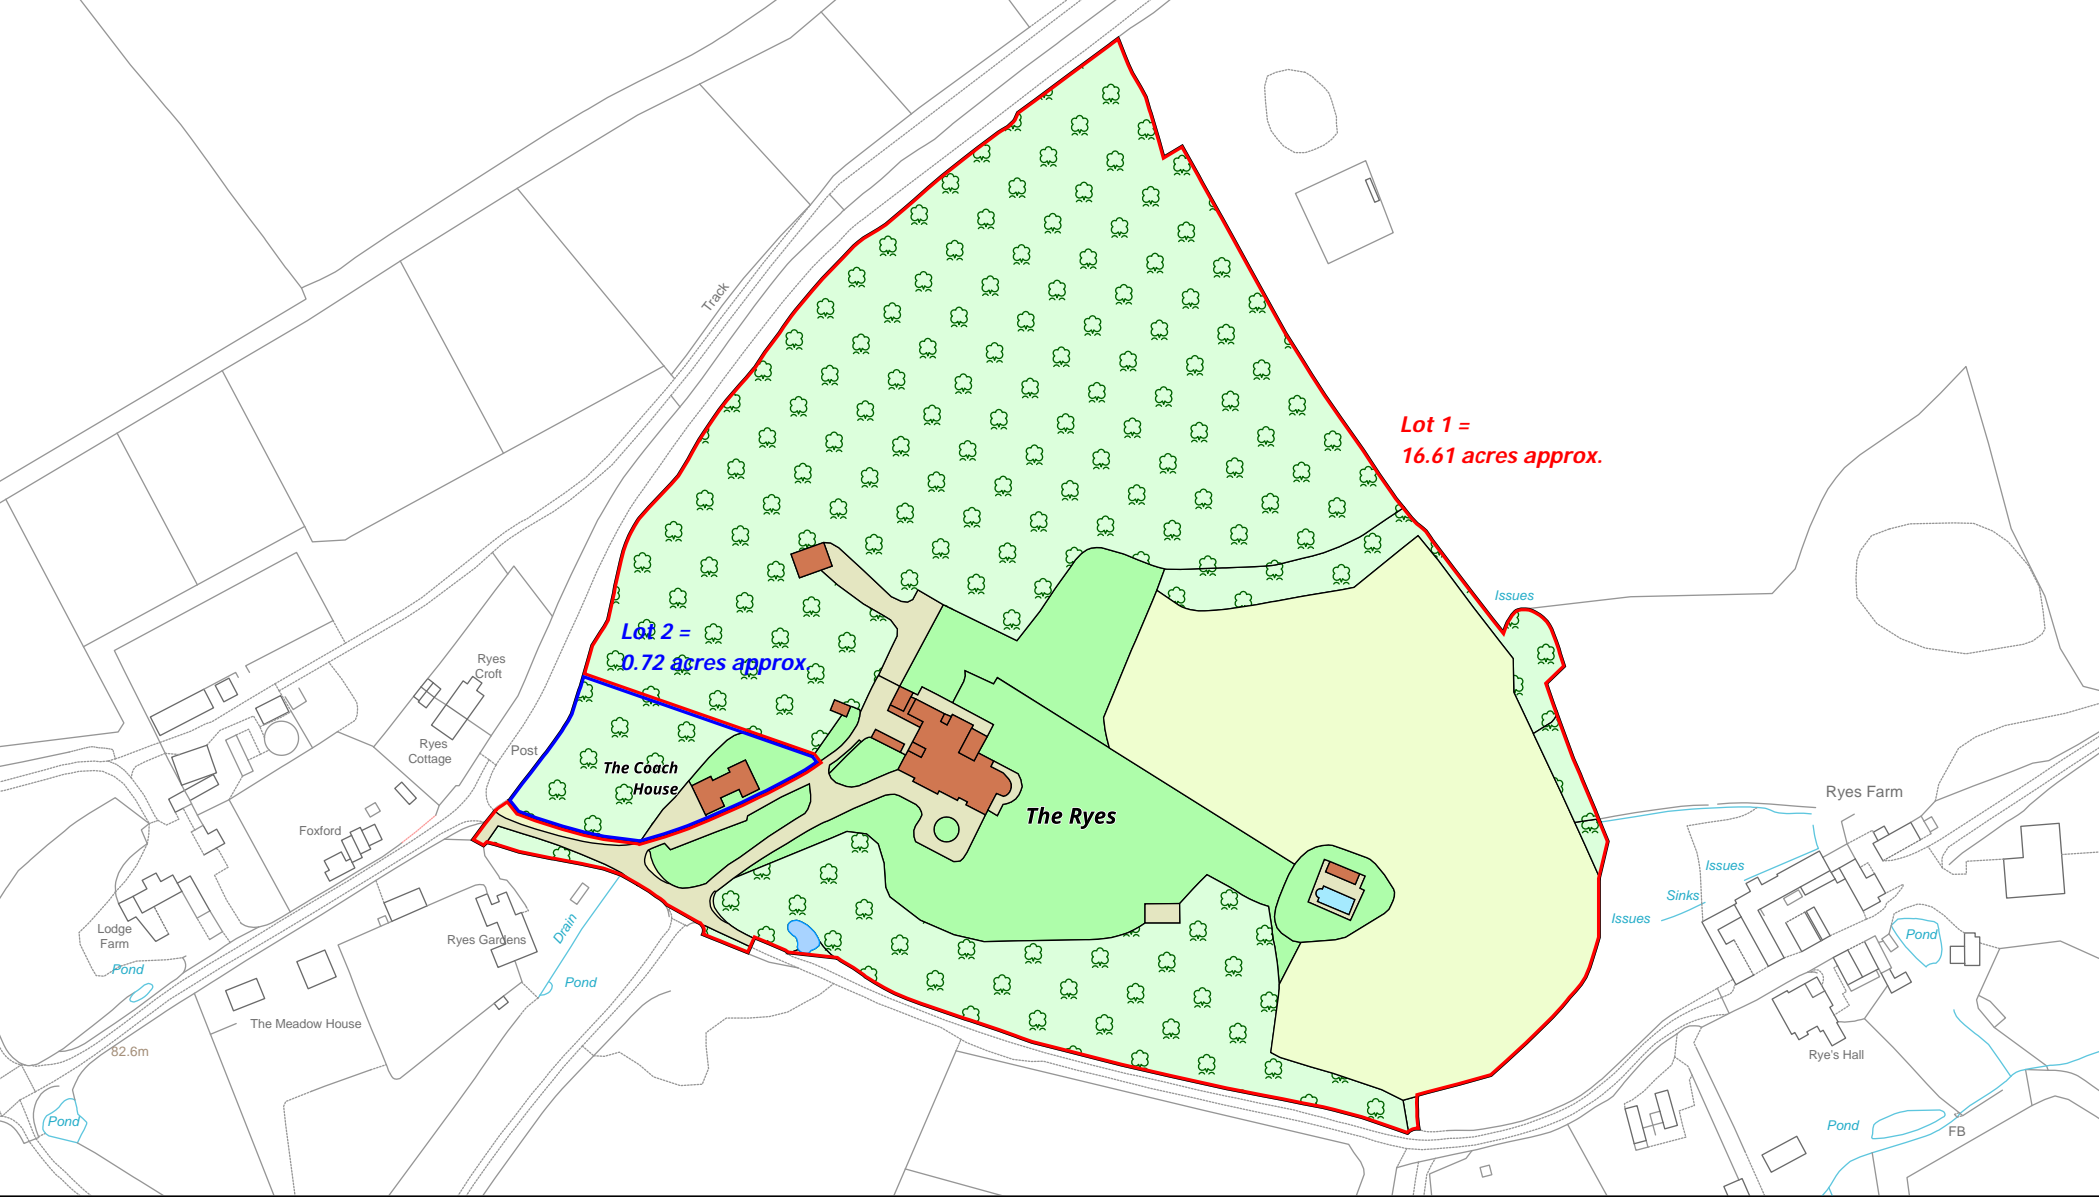 Track
Lot 1 =
16.61 acres approx.
Issues
Lot 2 =
0.72 acres approx.
Ryes
Croft
Ryes
Cottage
Post
The Coach
House
Ryes Farm
The Ryes
Foxford
Issues
Sinks
Issues
Lodge
Farm
Drain
Ryes Gardens
Pond
Pond
Pond
The Meadow House
82.6m
Rye's Hall
Pond
Pond
FB